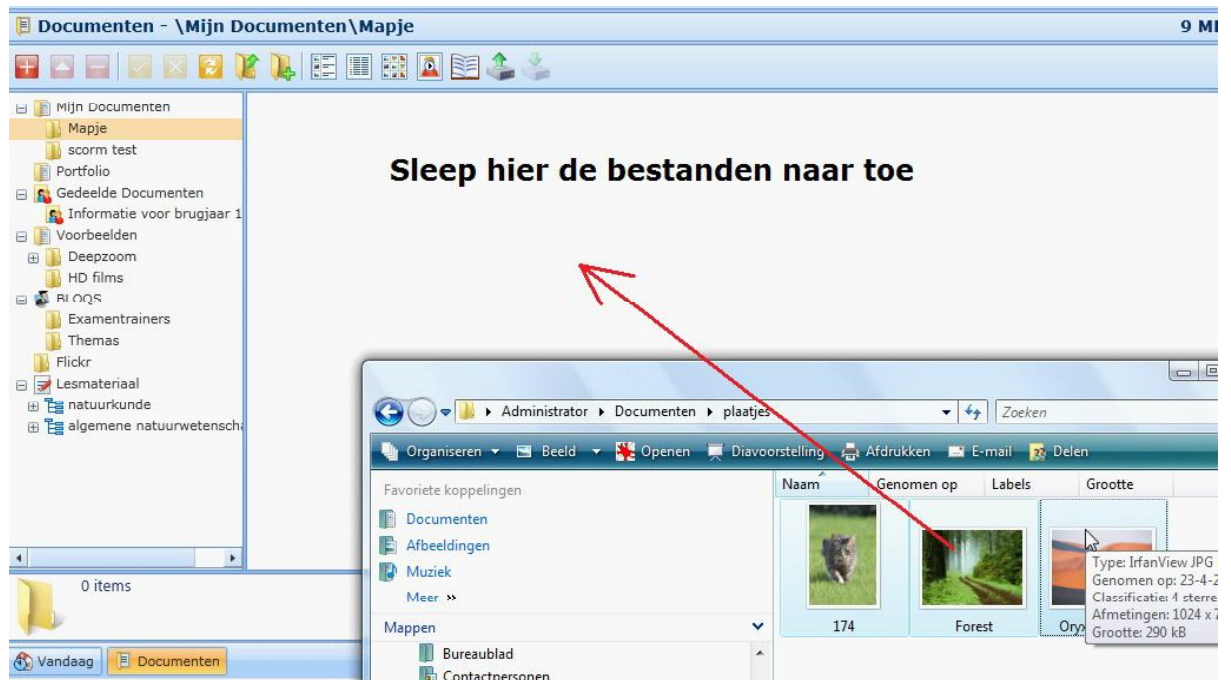 Documenten - \Mijn Documenten\Mapje
Mijn Documenten
Mapje
scorm test
Portfolio
Gedeelde Documenten
Informatie voor brugjaar 1
Voorbeelden
Deepzoom
HD films
BLOQS
Examentrainers
Themas
Flickr
Lesmateriaal
natuurkunde
algemene natuurwetensch
0 items
Vandaag Documenten
Sleep hier de bestanden naar toe
Administrator Documenten plaatjes Zoeken
Organiseren Beeld Openen Diavoorstelling Afdrukken E-mail Delen
Favoriete koppelingen
Documenten
Afbeeldingen
Muziek
Meer »
Mappen
Bureaublad
Contactpersonen
Naam Genomen op Labels Grootte
174 Forest
Type: IrfanView JPG
Genomen op: 23-4-2
Classificatie: 4 sterre
Afmetingen: 1024 x 7
Grootte: 290 kB